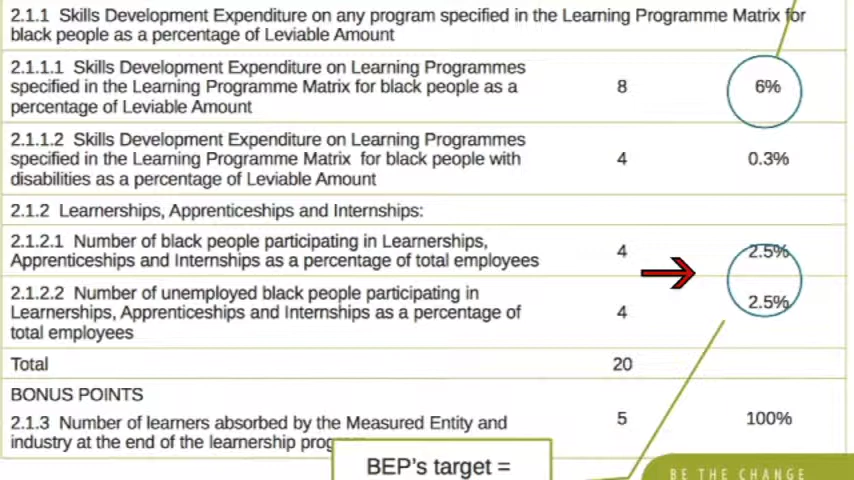 2.1.1 Skills Development Expenditure on any program specified in the Learning Programme Matrix for
black people as a percentage of Leviable Amount
2.1.1.1 Skills Development Expenditure on Learning Programmes
specified in the Learning Programme Matrix for black people as a
percentage of Leviable Amount
8
6%
2.1.1.2 Skills Development Expenditure on Learning Programmes
specified in the Learning Programme Matrix for black people with
disabilities as a percentage of Leviable Amount
4
0.3%
2.1.2 Learnerships, Apprenticeships and Internships:
2.1.2.1 Number of black people participating in Learnerships,
Apprenticeships and Internships as a percentage of total employees
4
2.5%
2.1.2.2 Number of unemployed black people participating in
Learnerships, Apprenticeships and Internships as a percentage of
total employees
4
2.5%
Total
20
BONUS POINTS
2.1.3 Number of learners absorbed by the Measured Entity and
industry at the end of the learnership
5
100%
BEP's target =
BE THE CHANGE